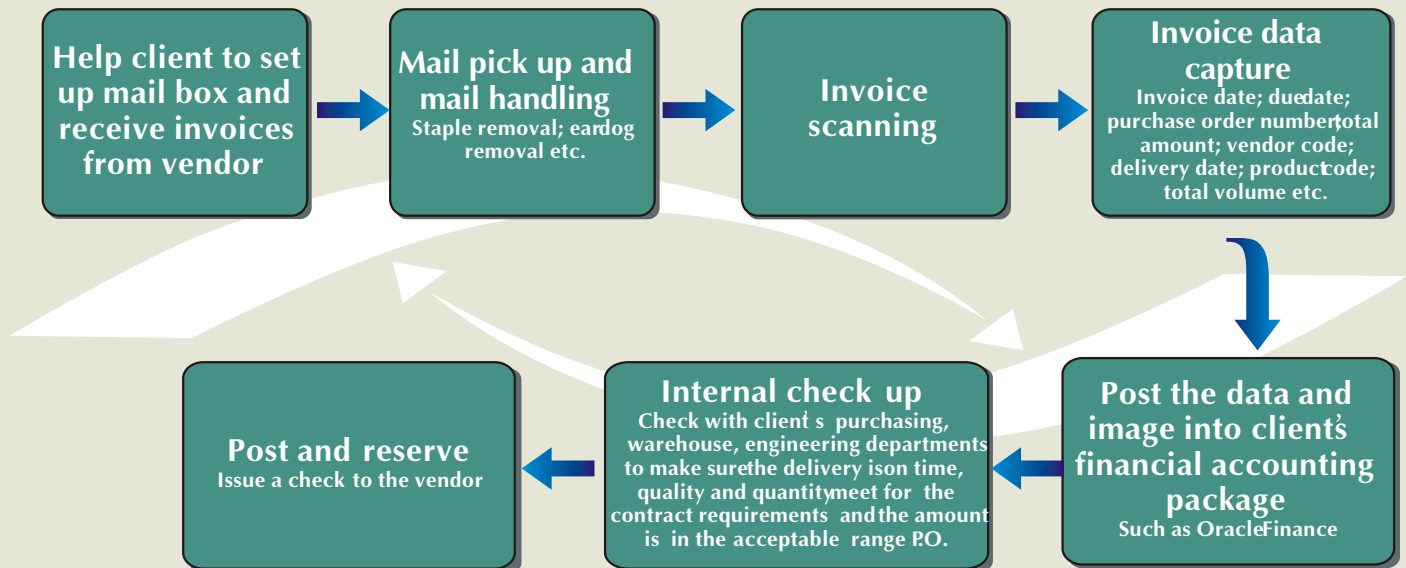 Help client to set
up mail box and
receive invoices
from vendor
Mail pick up and
mail handling
Staple removal; eardog
removal etc.
Invoice
scanning
Invoice data
capture
Invoice date; duedate;
purchase order number;total
amount; vendor code;
delivery date; productcode;
total volume etc.
Post the data and
image into client's
financial accounting
package
Such as OracleFinance
Internal check up
Check with client's purchasing,
warehouse, engineering departments
to make surethe delivery ison time,
quality and quantitymeet for the
contract requirements andthe amount
is in the acceptable range P.O.
Post and reserve
Issue a check to the vendor